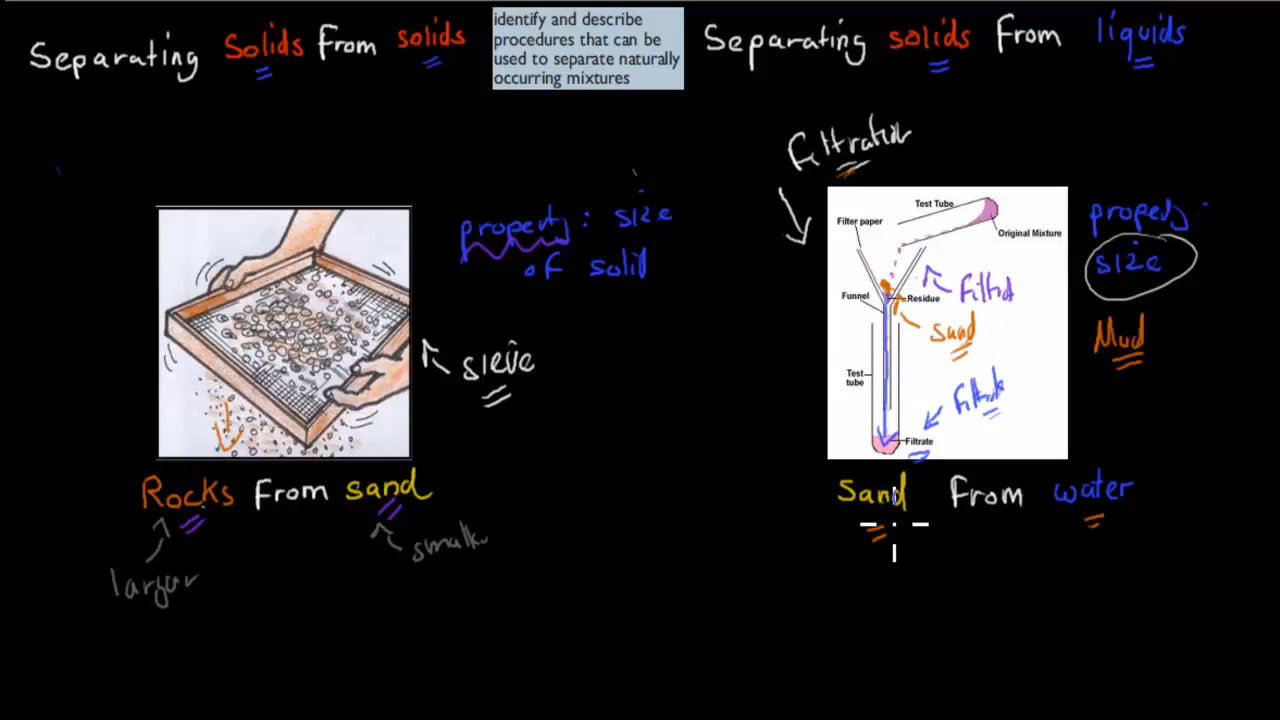 Separating Solids From solids
identify and describe
procedures that can be
used to separate naturally
occurring mixtures
Separating solids From liquids
Filtration
property : size
of solid
sieve
Rocks From sand
larger
smaller
Test Tube
Filter paper
Original Mixture
Funnel
Residue
Test
tube
Filtrate
sand
Filtrate
property:
size
Mud
Sand From water